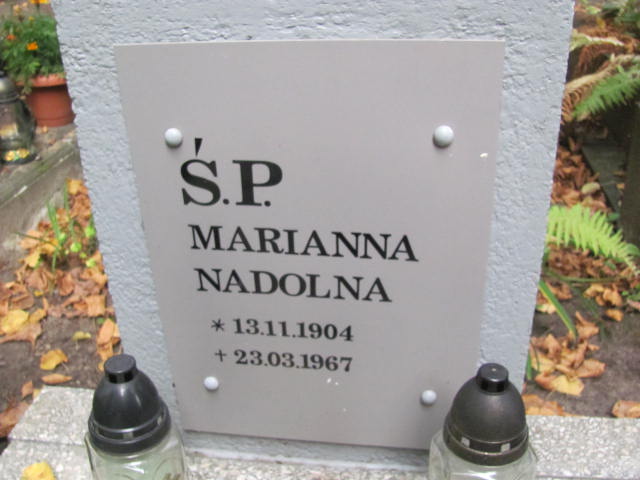 Ś.P.
MARIANNA
NADOLNA
* 13.11.1904
+ 23.03.1967